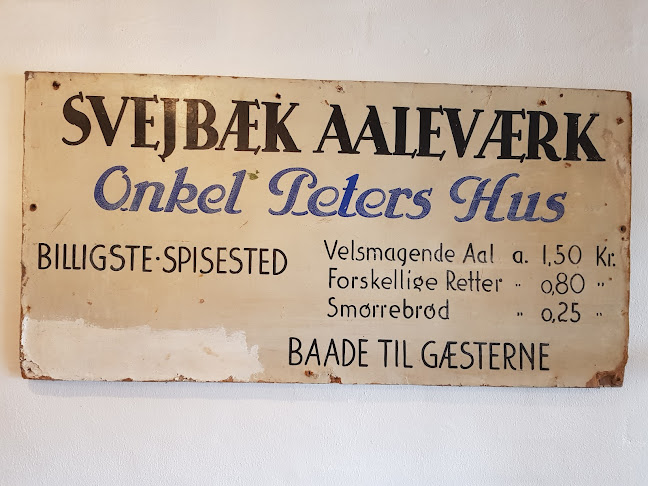 SVEJBÆK AALEVÆRK
Onkel Peters Hus
BILLIGSTE·SPISESTED
Velsmagende Aal a. 1,50 Kr.
Forskellige Retter " 0,80 "
Smørrebrød " 0,25 "
BAADE TIL GÆSTERNE